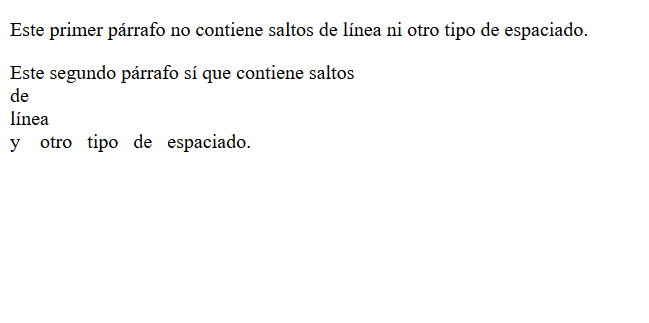 Este primer párrafo no contiene saltos de línea ni otro tipo de espaciado.
Este segundo párrafo sí que contiene saltos
de
línea
y    otro   tipo   de   espaciado.